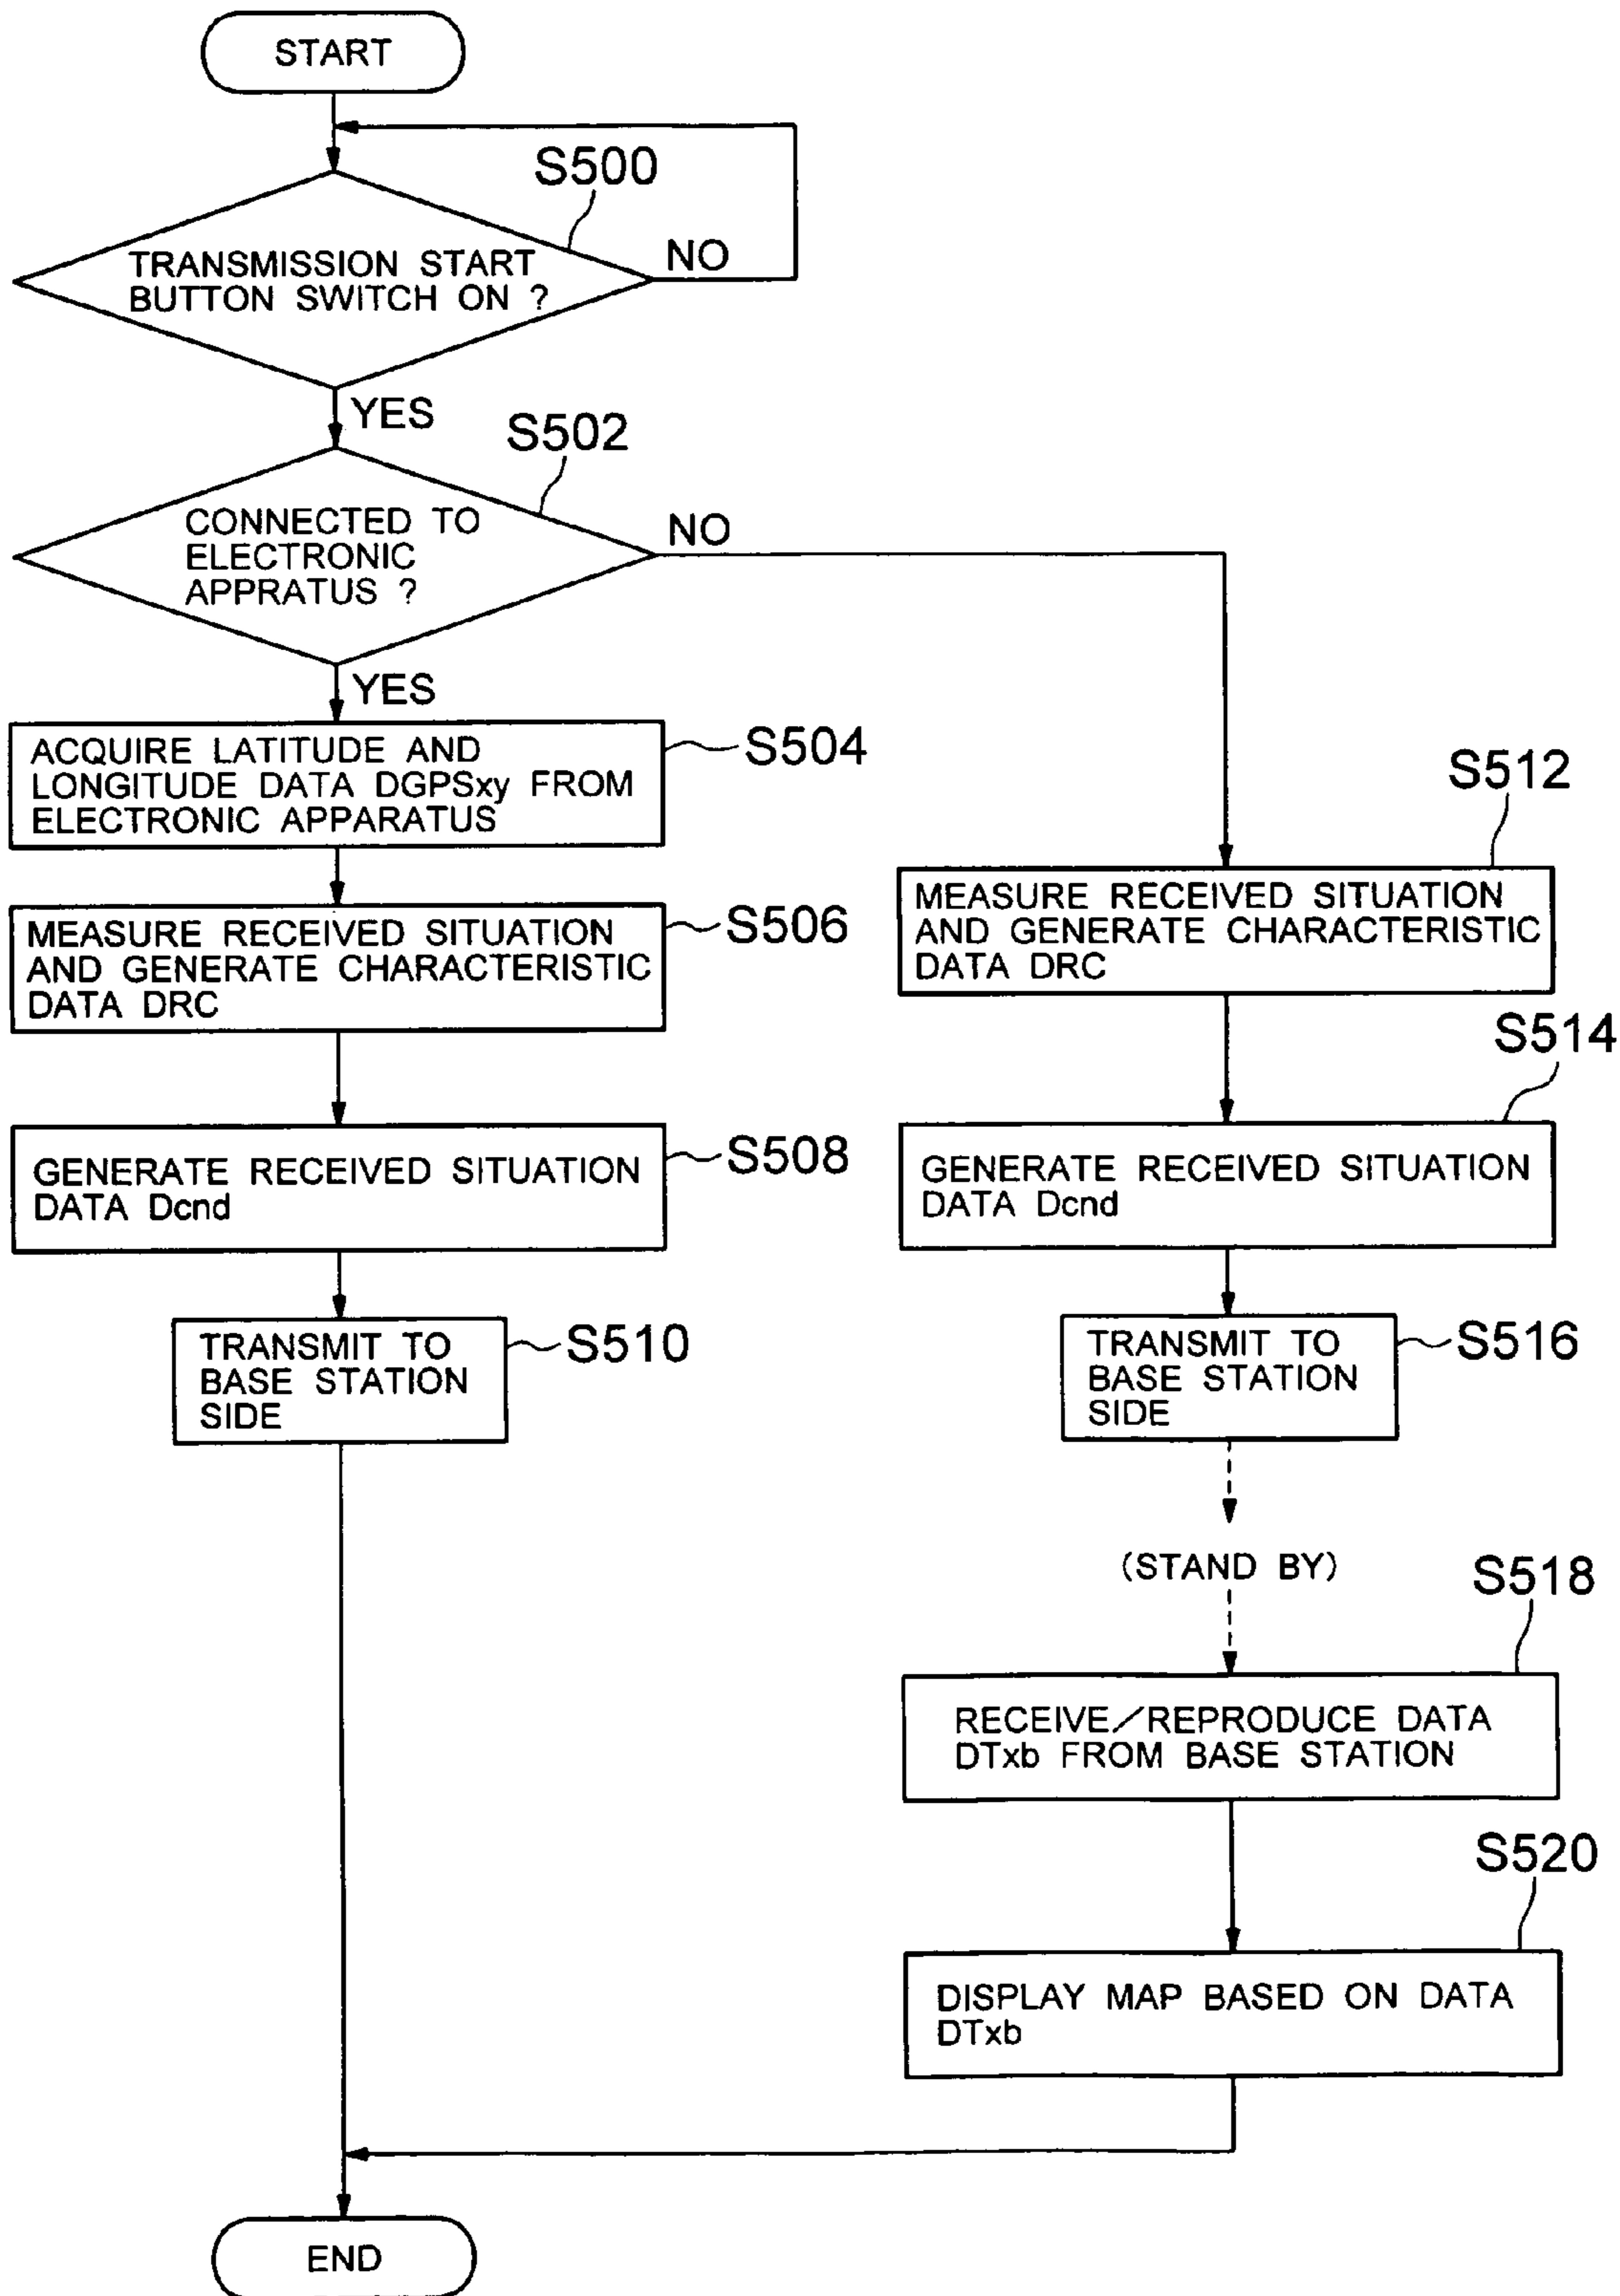 START
S500
TRANSMISSION START
BUTTON SWITCH ON ?
NO
YES
S502
CONNECTED TO
ELECTRONIC
APPRATUS ?
NO
YES
ACQUIRE LATITUDE AND
LONGITUDE DATA DGPSxy FROM
ELECTRONIC APPARATUS
S504
MEASURE RECEIVED SITUATION
AND GENERATE CHARACTERISTIC
DATA DRC
S506
GENERATE RECEIVED SITUATION
DATA Dcnd
S508
TRANSMIT TO
BASE STATION
SIDE
S510
S512
MEASURE RECEIVED SITUATION
AND GENERATE CHARACTERISTIC
DATA DRC
S514
GENERATE RECEIVED SITUATION
DATA Dcnd
TRANSMIT TO
BASE STATION
SIDE
S516
(STAND BY)
S518
RECEIVE/REPRODUCE DATA
DTxb FROM BASE STATION
S520
DISPLAY MAP BASED ON DATA
DTxb
END